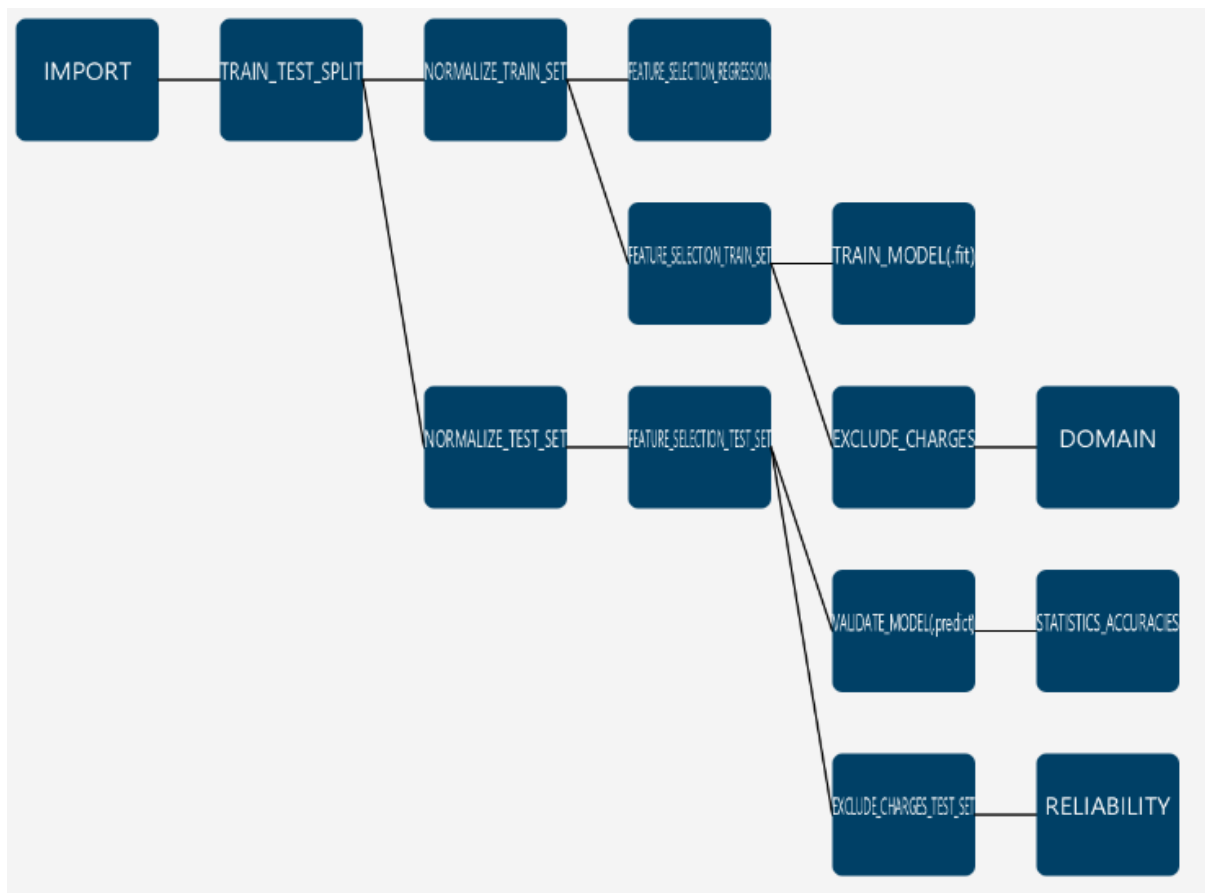 IMPORT
TRAIN_TEST_SPLIT
NORMALIZE_TRAIN_SET
FEATURE_SELECTION_REGRESSION
FEATURE_SELECTION_TRAIN_SET
TRAIN_MODEL(.fit)
NORMALIZE_TEST_SET
FEATURE_SELECTION_TEST_SET
EXCLUDE_CHARGES
DOMAIN
VALIDATE_MODEL(.predict)
STATISTICS_ACCURACIES
EXCLUDE_CHARGES_TEST_SET
RELIABILITY